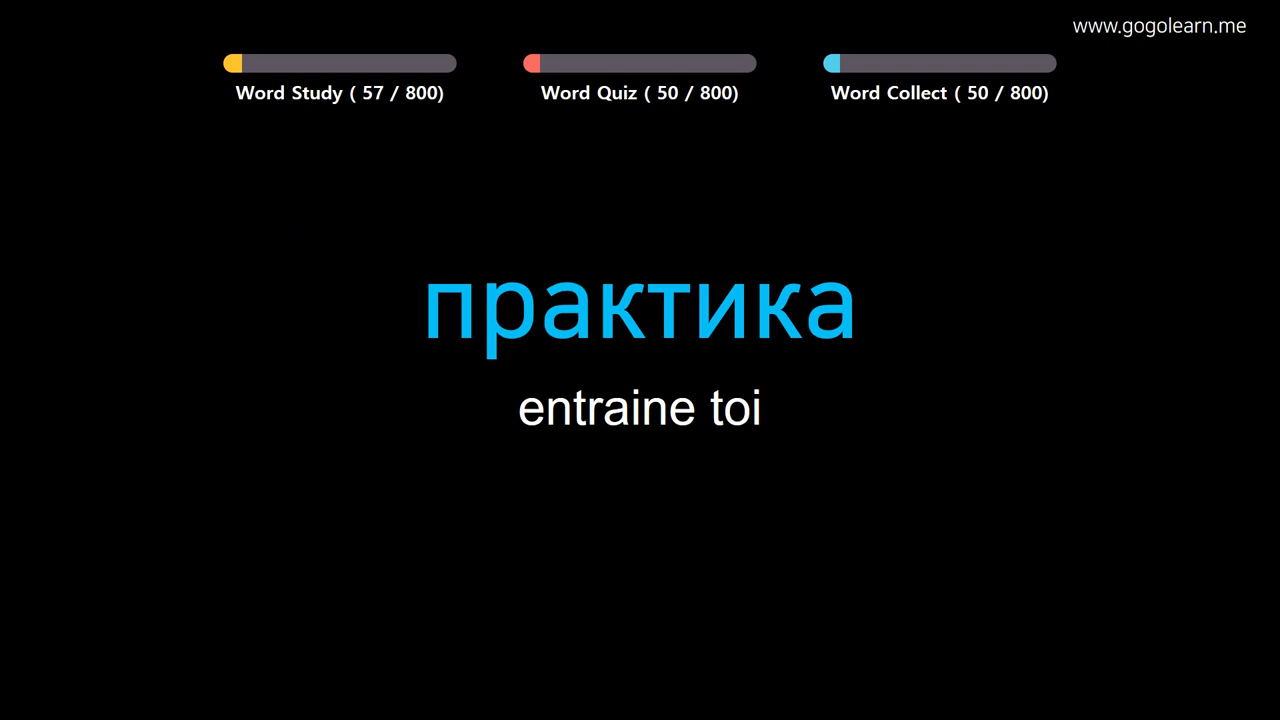 www.gogolearn.me
Word Study ( 57 / 800)
Word Quiz ( 50 / 800)
Word Collect ( 50 / 800)
практика
entraine toi